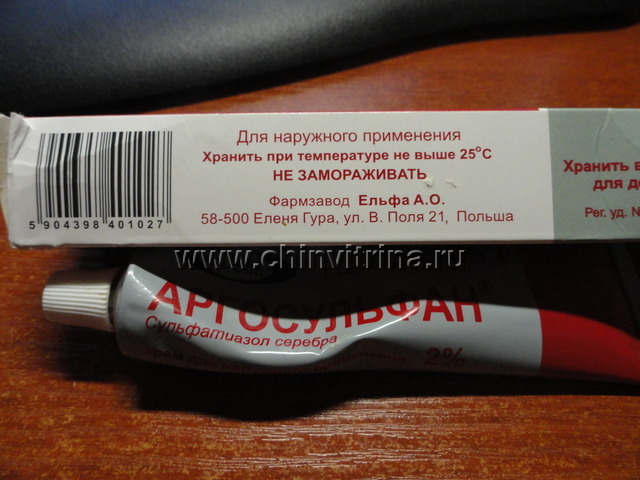 Для наружного применения
Хранить при температуре не выше 25°С
НЕ ЗАМОРАЖИВАТЬ
Фармзавод Ельфа А.О.
58-500 Еленя Гура, ул. В. Поля 21, Польша
5 904398 401027
Хранить в
для де
Рег. уд. N
www.chinvitrina.ru
АРГОСУЛЬФАН®
Сульфатиазол серебра
2%